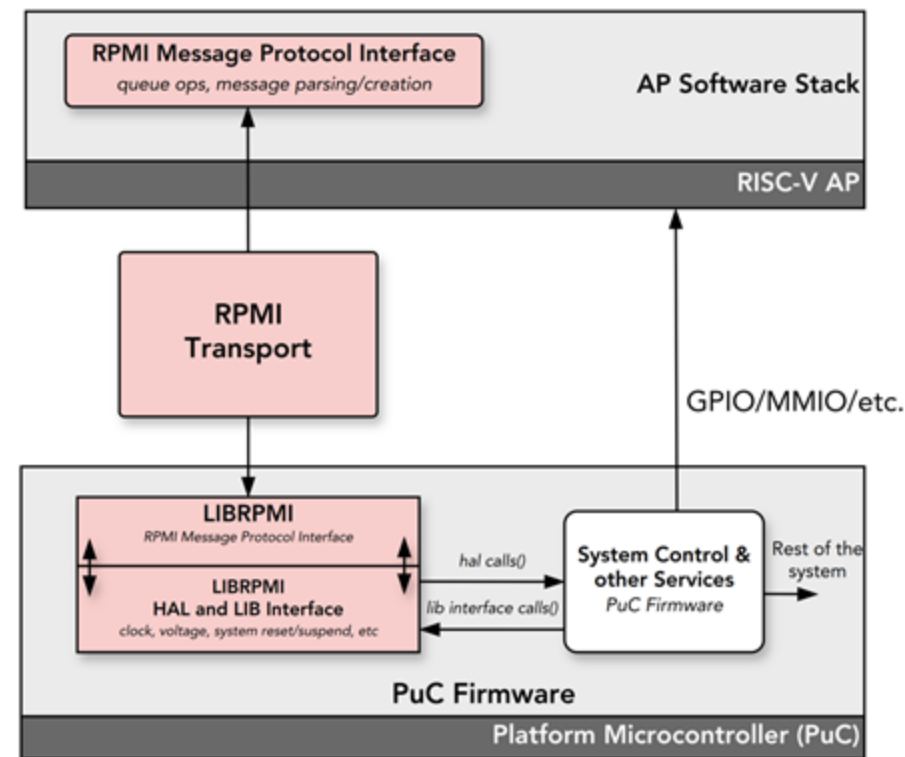 RPMI Message Protocol Interface
queue ops, message parsing/creation
AP Software Stack
RISC-V AP
RPMI
Transport
GPIO/MMIO/etc.
LIBRPMI
RPMI Message Protocol Interface
LIBRPMI
HAL and LIB Interface
clock, voltage, system reset/suspend, etc
hal calls()
lib interface calls()
System Control &
other Services
PuC Firmware
Rest of the
system
PuC Firmware
Platform Microcontroller (PuC)